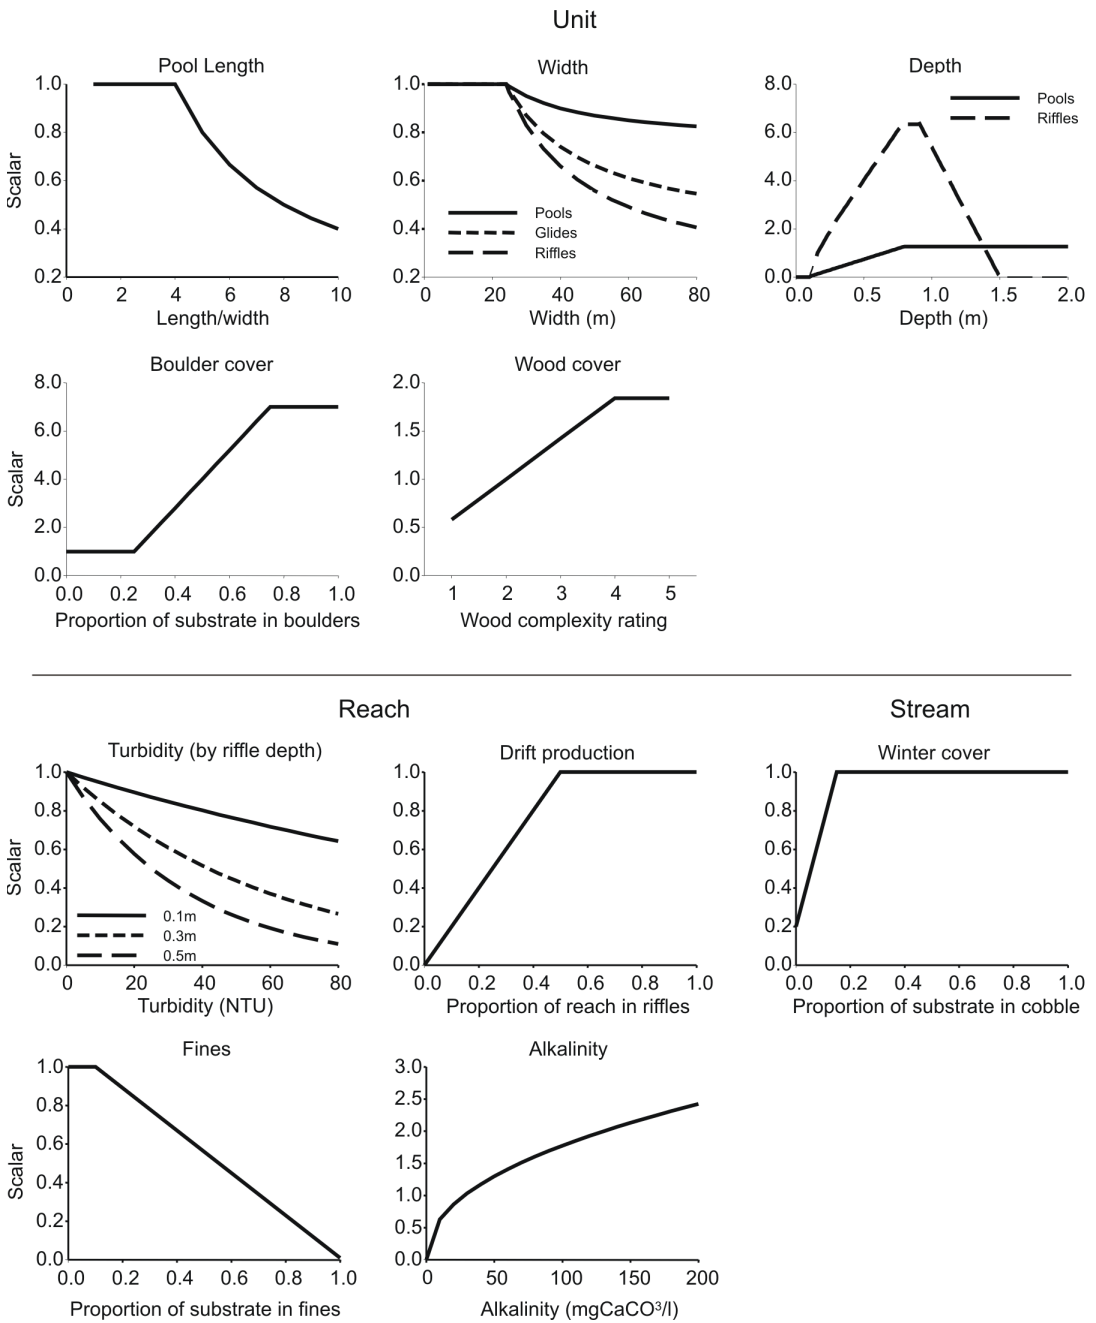 Unit
Pool Length
Scalar
1.0
0.8
0.6
0.4
0.2
0 2 4 6 8 10
Length/width
Width
1.0
0.8
0.6
0.4
0.2
Pools
Glides
Riffles
0 20 40 60 80
Width (m)
Depth
8.0
6.0
4.0
2.0
0.0
Pools
Riffles
0.0 0.5 1.0 1.5 2.0
Depth (m)
Boulder cover
Scalar
8.0
6.0
4.0
2.0
0.0
0.0 0.2 0.4 0.6 0.8 1.0
Proportion of substrate in boulders
Wood cover
2.0
1.5
1.0
0.5
0.0
1 2 3 4 5
Wood complexity rating
Reach
Stream
Turbidity (by riffle depth)
Scalar
1.0
0.8
0.6
0.4
0.2
0.0
0.1m
0.3m
0.5m
0 20 40 60 80
Turbidity (NTU)
Drift production
1.0
0.8
0.6
0.4
0.2
0.0
0.0 0.2 0.4 0.6 0.8 1.0
Proportion of reach in riffles
Winter cover
1.0
0.8
0.6
0.4
0.2
0.0
0.0 0.2 0.4 0.6 0.8 1.0
Proportion of substrate in cobble
Fines
Scalar
1.0
0.8
0.6
0.4
0.2
0.0
0.0 0.2 0.4 0.6 0.8 1.0
Proportion of substrate in fines
Alkalinity
3.0
2.5
2.0
1.5
1.0
0.5
0.0
0 50 100 150 200
Alkalinity (mgCaCO³/l)